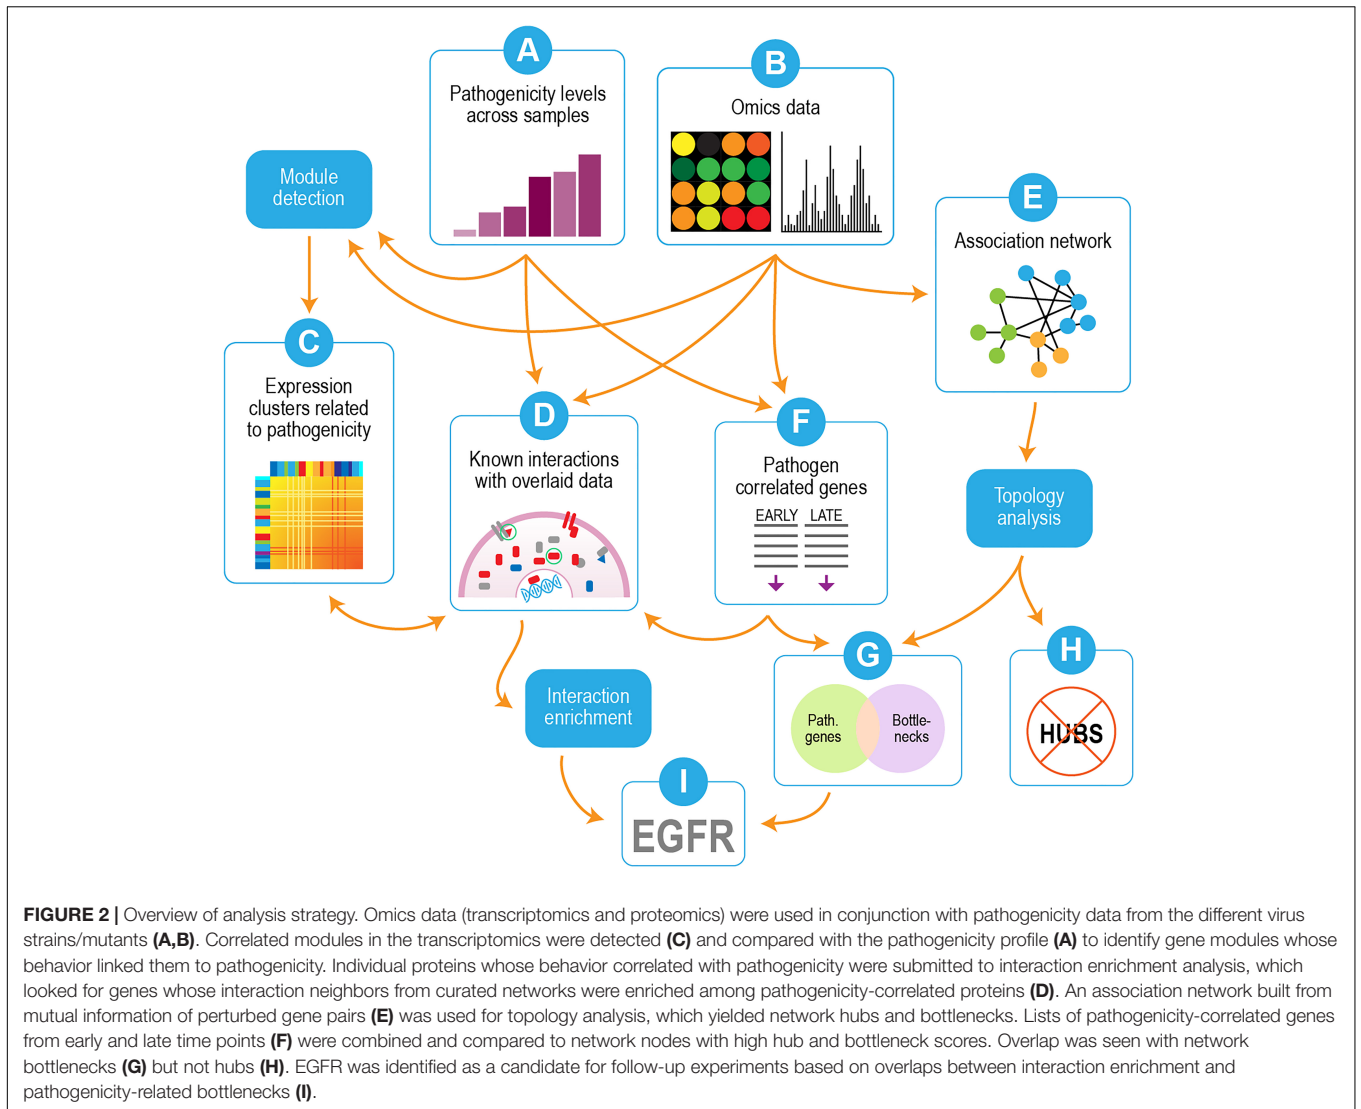 A
Pathogenicity levels
across samples
B
Omics data
Module
detection
E
Association network
C
Expression
clusters related
to pathogenicity
D
Known interactions
with overlaid data
F
Pathogen
correlated genes
EARLY LATE
Topology
analysis
G
Path.
genes
Bottle-
necks
H
HUBS
Interaction
enrichment
I
EGFR
FIGURE 2 | Overview of analysis strategy. Omics data (transcriptomics and proteomics) were used in conjunction with pathogenicity data from the different virus
strains/mutants (A,B). Correlated modules in the transcriptomics were detected (C) and compared with the pathogenicity profile (A) to identify gene modules whose
behavior linked them to pathogenicity. Individual proteins whose behavior correlated with pathogenicity were submitted to interaction enrichment analysis, which
looked for genes whose interaction neighbors from curated networks were enriched among pathogenicity-correlated proteins (D). An association network built from
mutual information of perturbed gene pairs (E) was used for topology analysis, which yielded network hubs and bottlenecks. Lists of pathogenicity-correlated genes
from early and late time points (F) were combined and compared to network nodes with high hub and bottleneck scores. Overlap was seen with network
bottlenecks (G) but not hubs (H). EGFR was identified as a candidate for follow-up experiments based on overlaps between interaction enrichment and
pathogenicity-related bottlenecks (I).